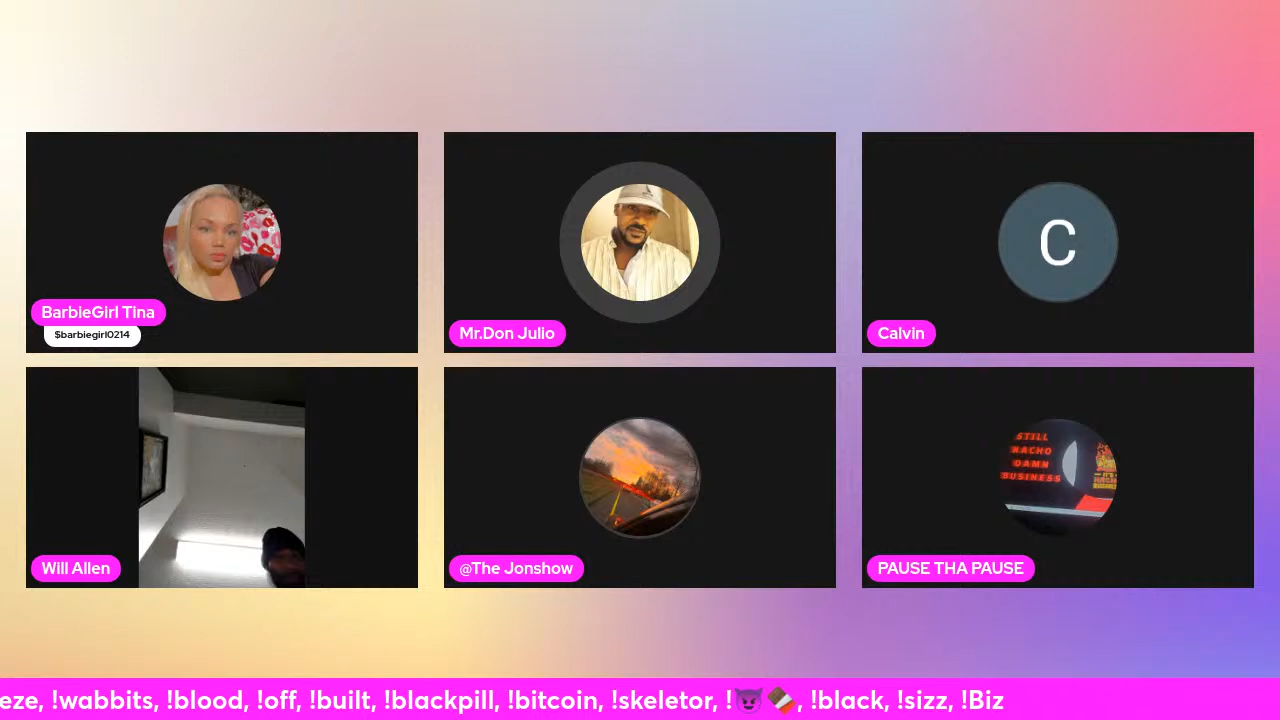 BarbieGirl Tina
$barbiegirl0214
Mr.Don Julio
C
Calvin
Will Allen
@The Jonshow
STILL
NACHO
DAMN
BUSINESS
PAUSE THA PAUSE
eze, !wabbits, !blood, !off, !built, !blackpill, !bitcoin, !skeletor, !😈🍫, !black, !sizz, !Biz